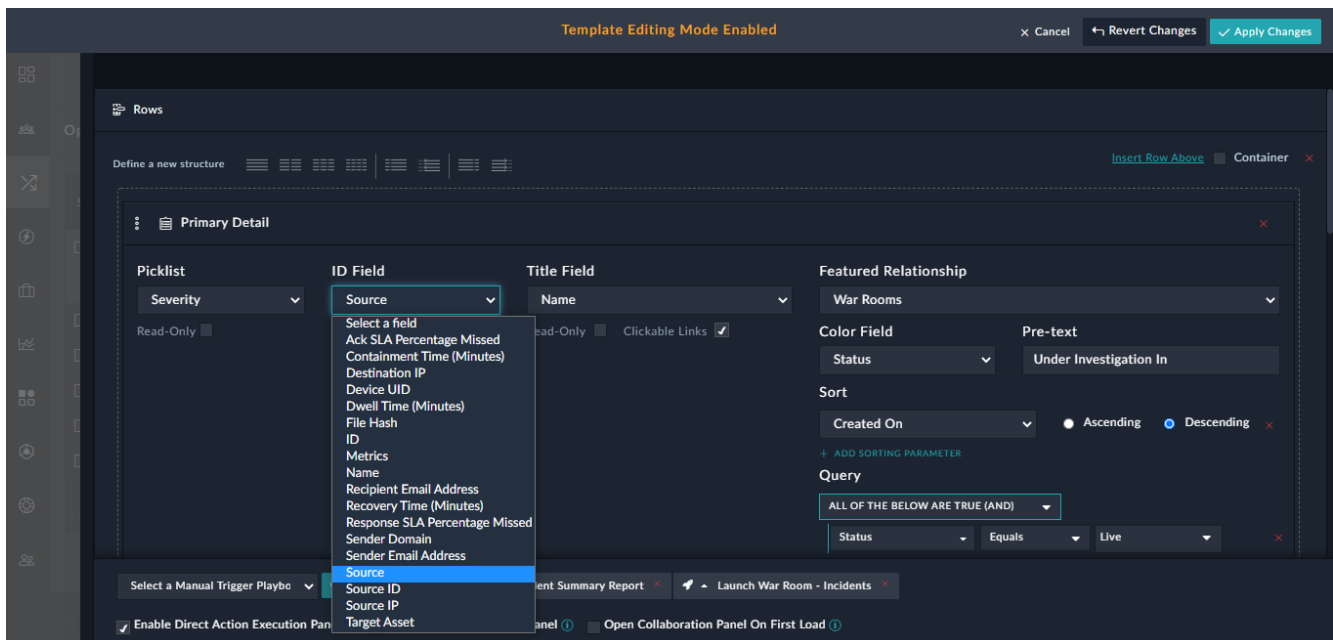 Template Editing Mode Enabled
Cancel
Revert Changes
Apply Changes
Rows
Define a new structure
Insert Row Above
Container
Primary Detail
Picklist
ID Field
Title Field
Featured Relationship
Severity
Source
Name
War Rooms
Read-Only
Clickable Links
Color Field
Pre-text
Status
Under Investigation In
Sort
Created On
Ascending
Descending
+ ADD SORTING PARAMETER
Query
ALL OF THE BELOW ARE TRUE (AND)
Status
Equals
Live
Select a field
Ack SLA Percentage Missed
Containment Time (Minutes)
Destination IP
Device UID
Dwell Time (Minutes)
File Hash
ID
Metrics
Name
Recipient Email Address
Recovery Time (Minutes)
Response SLA Percentage Missed
Sender Domain
Sender Email Address
Source
Source ID
Source IP
Target Asset
Select a Manual Trigger Playbo
Summary Report
Launch War Room - Incidents
Enable Direct Action Execution
Open Collaboration Panel On First Load